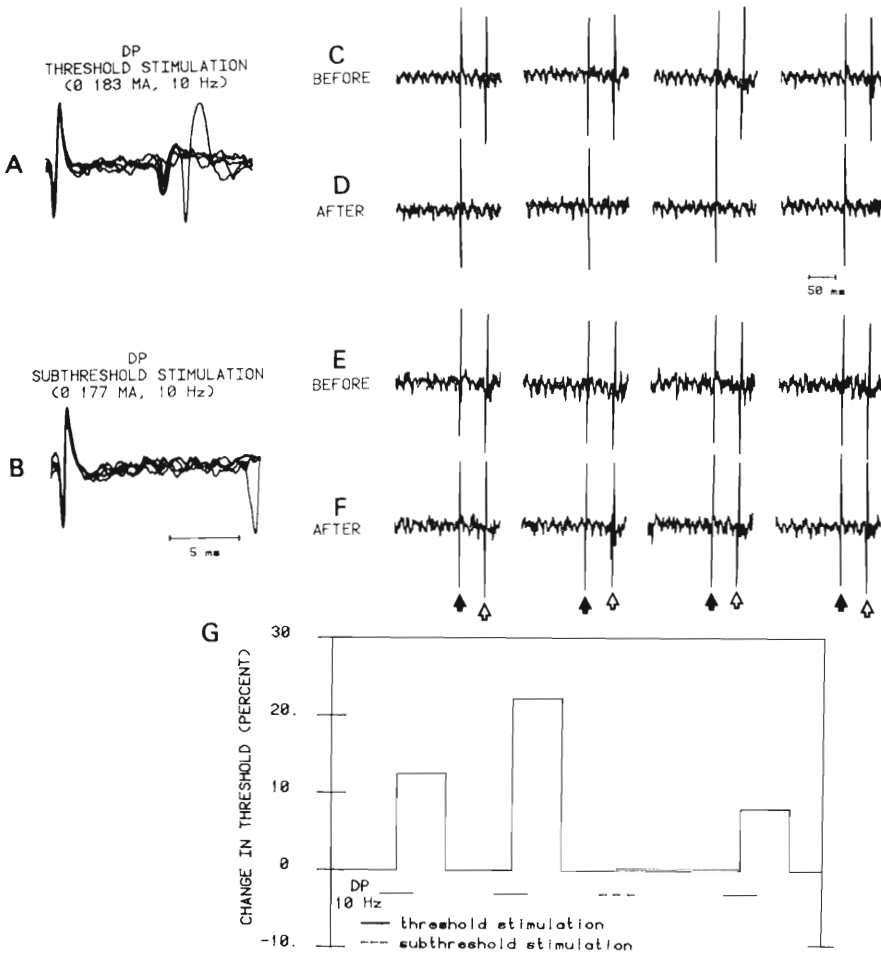 DP
THRESHOLD STIMULATION
(0 183 MA, 10 Hz)
A
C
BEFORE
D
AFTER
50 ms
DP
SUBTHRESHOLD STIMULATION
(0 177 MA, 10 Hz)
B
5 ms
E
BEFORE
F
AFTER
G
CHANGE IN THRESHOLD (PERCENT)
30
20.
10
0
-10.
DP
10 Hz
threshold stimulation
subthreshold stimulation